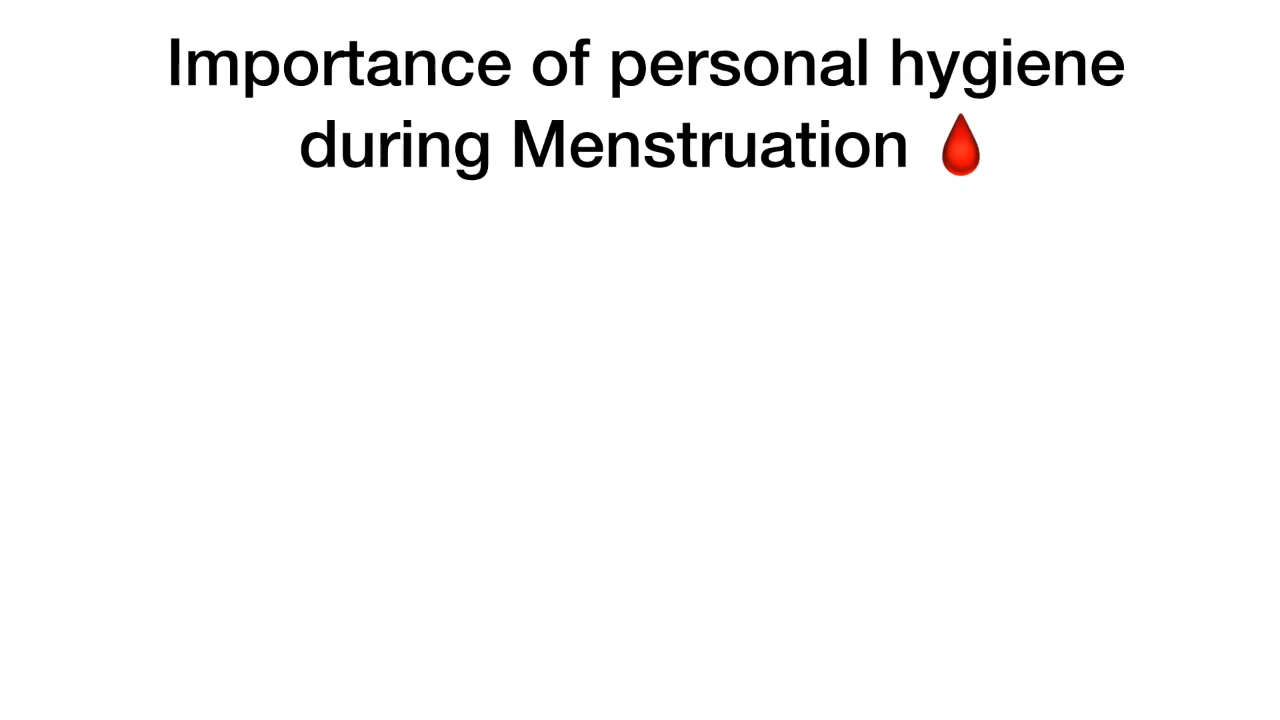 Importance of personal hygiene
during Menstruation 🩸